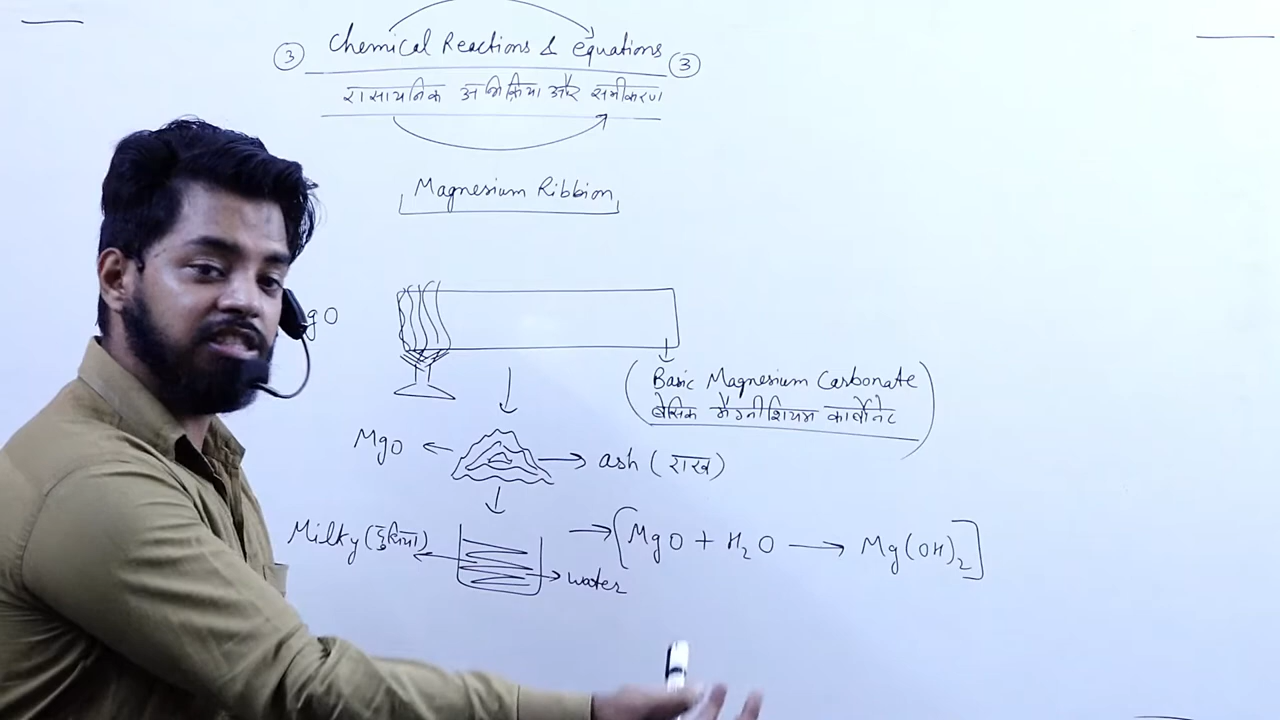 ③ Chemical Reactions & equations ③
रासायनिक अभिक्रिया और समीकरण
Magnesium Ribbion
gO
Basic Magnesium Carbonate
बेसिक मैग्नीशियम कार्बोनेट
MgO
ash (राख)
Milky (दुधिया)
MgO + H₂O → Mg(OH)₂
water